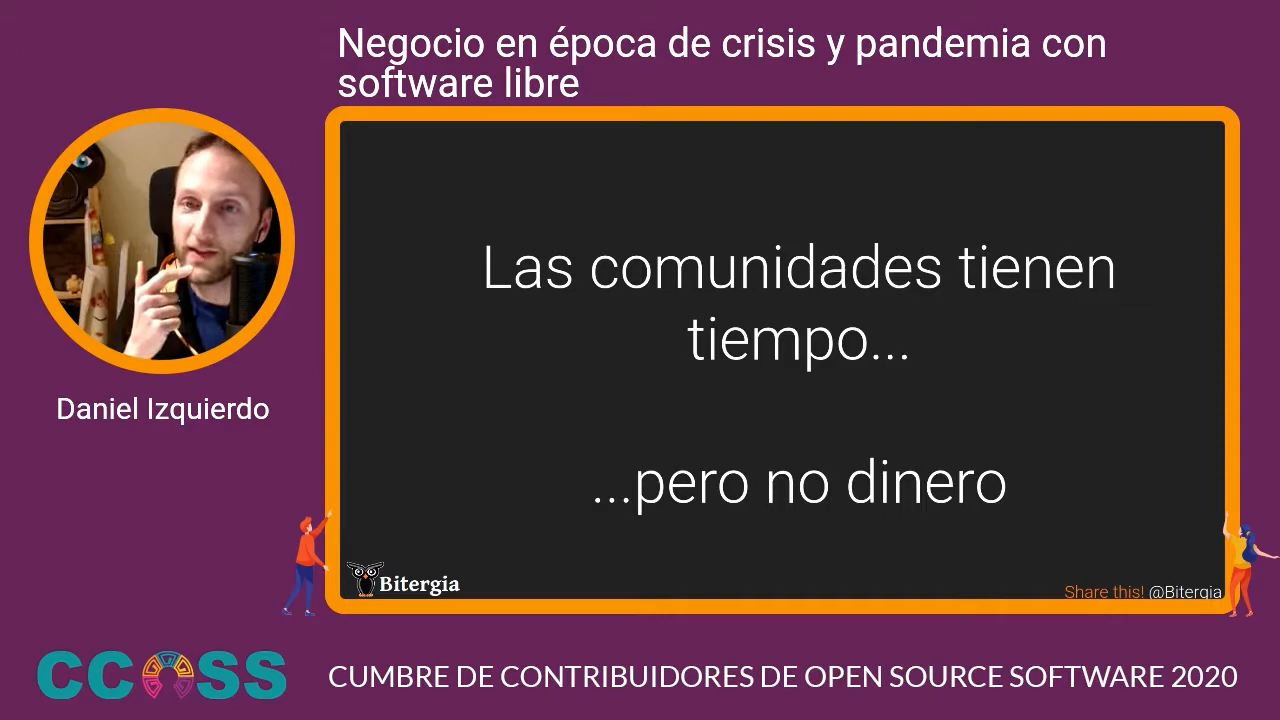 Negocio en época de crisis y pandemia con
software libre
Las comunidades tienen
tiempo...
...pero no dinero
Daniel Izquierdo
Bitergia
Share this! @Bitergia
CCOSS
CUMBRE DE CONTRIBUIDORES DE OPEN SOURCE SOFTWARE 2020